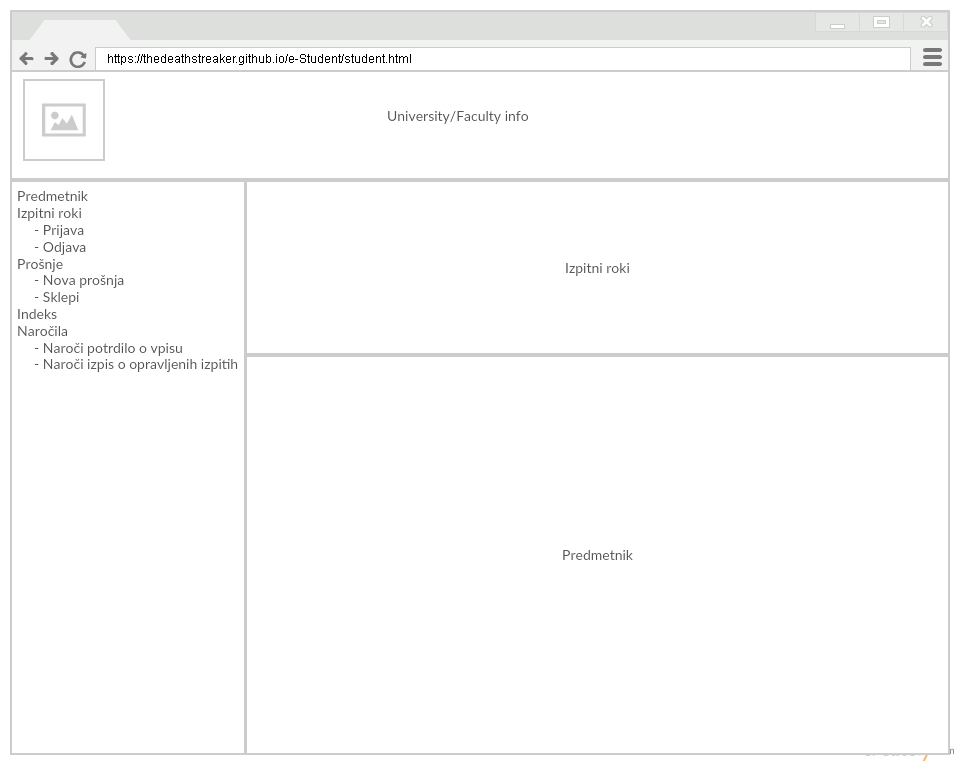 https://thedeathstreaker.github.io/e-Student/student.html
University/Faculty info
Predmetnik
Izpitni roki
- Prijava
- Odjava
Prošnje
- Nova prošnja
- Sklepi
Indeks
Naročila
- Naroči potrdilo o vpisu
- Naroči izpis o opravljenih izpitih
Izpitni roki
Predmetnik